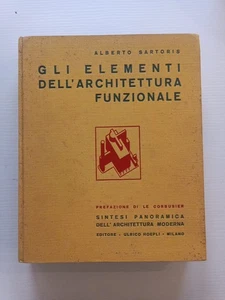 ALBERTO SARTORIS
GLI ELEMENTI
DELL'ARCHITETTURA
FUNZIONALE
PREFAZIONE DI LE CORBUSIER
SINTESI PANORAMICA
DELL'ARCHITETTURA MODERNA
EDITORE - ULRICO HOEPLI - MILANO